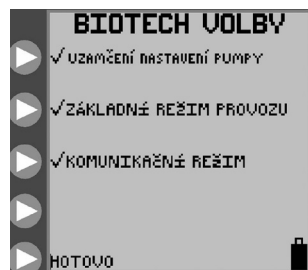 BIOTECH VOLBY
√ UZAMČENÍ NASTAVENÍ PUMPY
√ZÁKLADNÍ REŽIM PROVOZU
√KOMUNIKAČNÍ REŽIM
HOTOVO